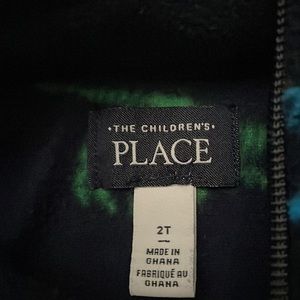 •THE CHILDREN'S•
PLACE
2T
MADE IN
GHANA
FABRIQUÉ AU
GHANA